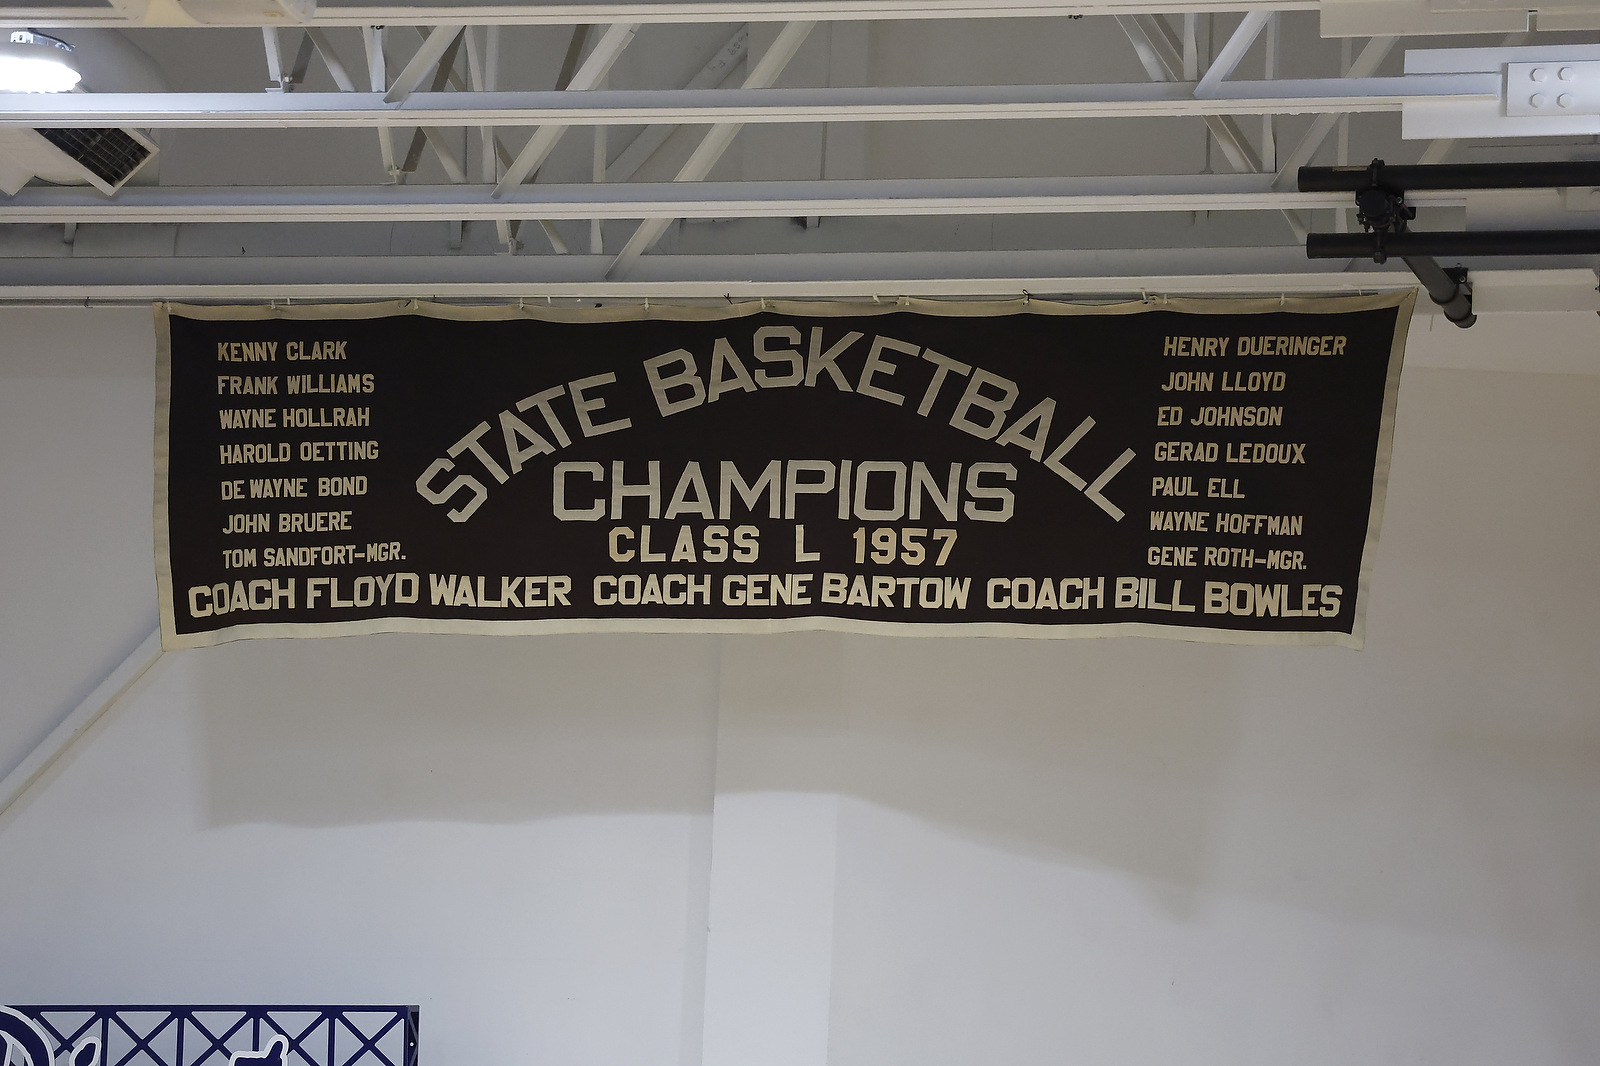 KENNY CLARK
FRANK WILLIAMS
WAYNE HOLLRAH
HAROLD OETTING
DE WAYNE BOND
JOHN BRUERE
TOM SANDFORT-MGR.
STATE BASKETBALL
CHAMPIONS
CLASS L 1957
HENRY DUERINGER
JOHN LLOYD
ED JOHNSON
GERAD LEDOUX
PAUL ELL
WAYNE HOFFMAN
GENE ROTH-MGR.
COACH FLOYD WALKER COACH GENE BARTOW COACH BILL BOWLES